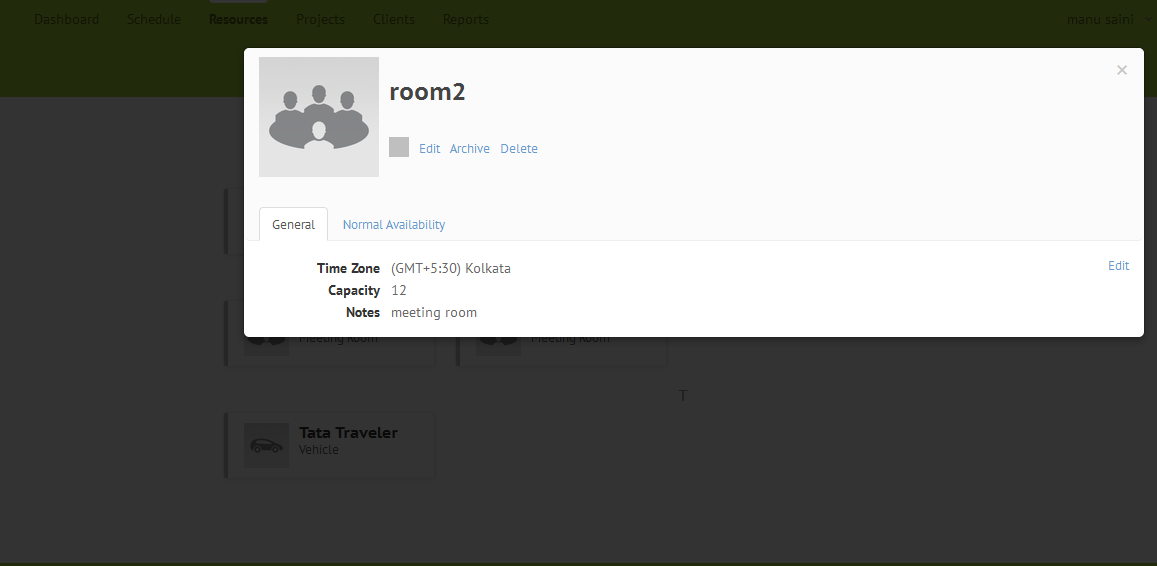 Dashboard Schedule Resources Projects Clients Reports manu saini
×
room2
Edit Archive Delete
General Normal Availability
Time Zone (GMT+5:30) Kolkata Edit
Capacity 12
Notes meeting room
Meeting Room Meeting Room
T
Tata Traveler
Vehicle